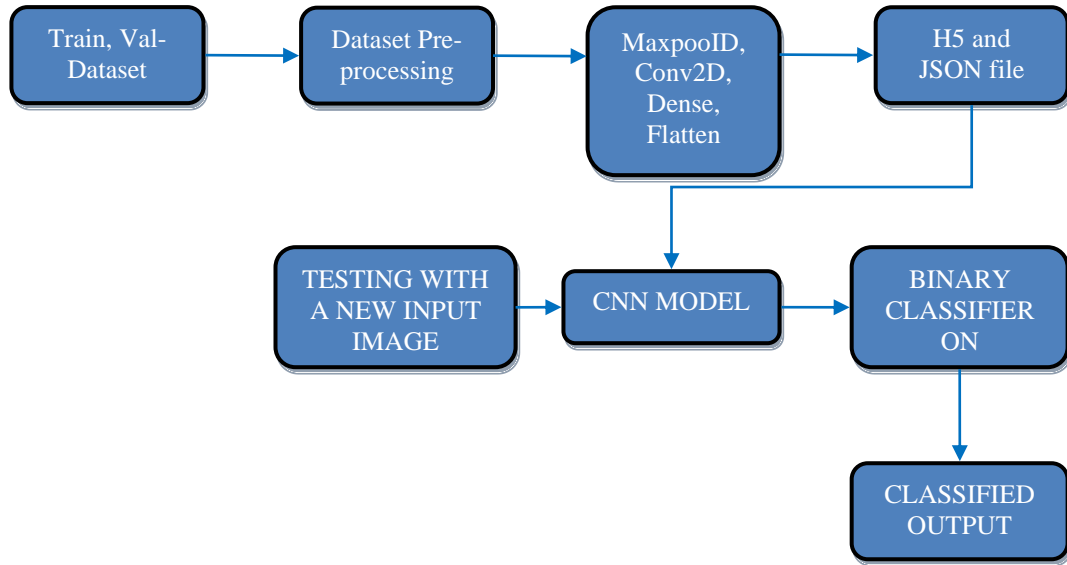 Train, Val-
Dataset
Dataset Pre-
processing
MaxpooID,
Conv2D,
Dense,
Flatten
H5 and
JSON file
TESTING WITH
A NEW INPUT
IMAGE
CNN MODEL
BINARY
CLASSIFIER
ON
CLASSIFIED
OUTPUT